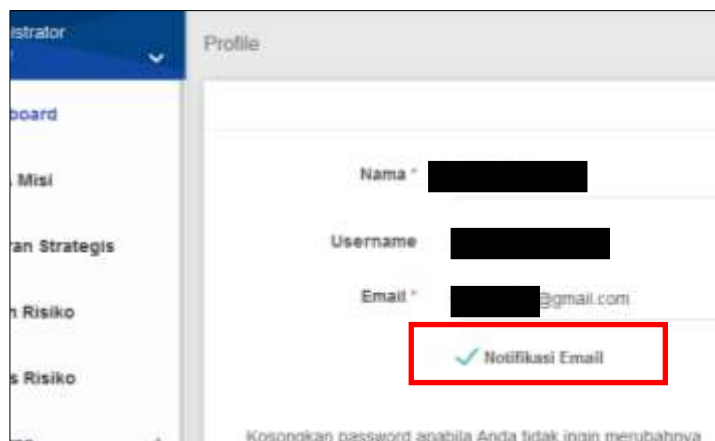 istrator
Profile
board
Misi
Nama *
an Strategis
Username
Email *
@gmail.com
Risiko
Notifikasi Email
s Risiko
Kosongkan password apabila Anda tidak ingin merubahnya